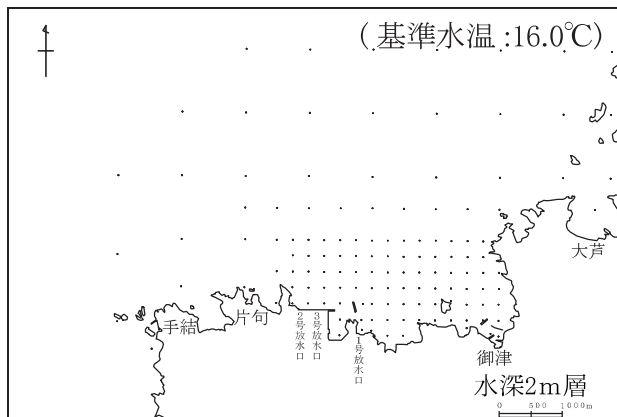 (基準水温:16.0℃)
大芦
手結
片句
2号放水口
3号放水口
1号放水口
御津
水深2m層
0 500 1000m